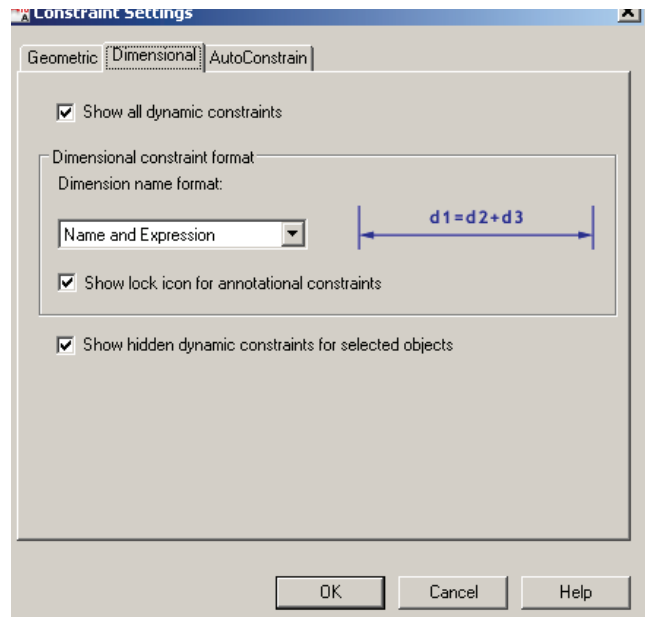 Constraint Settings
Geometric Dimensional AutoConstrain
Show all dynamic constraints
Dimensional constraint format
Dimension name format:
Name and Expression
d1=d2+d3
Show lock icon for annotational constraints
Show hidden dynamic constraints for selected objects
OK Cancel Help